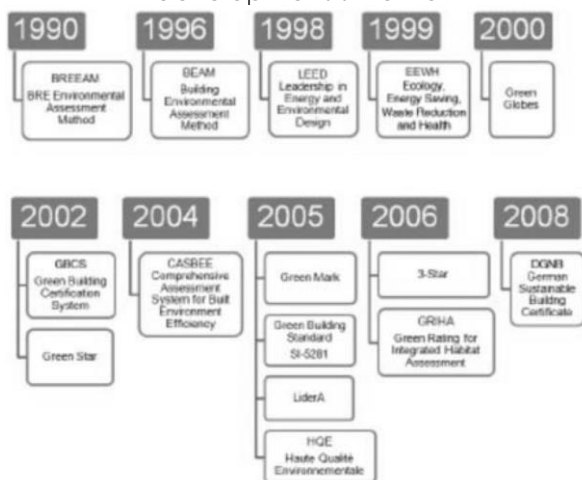 1990
BREEAM
BRE Environmental
Assessment
Method
1996
BEAM
Building
Environmental
Assessment
Method
1998
LEED
Leadership in
Energy and
Environmental
Design
1999
EEWH
Ecology,
Energy Saving,
Waste Reduction
and Health
2000
Green
Globes
2002
GBCS
Green Building
Certification
System
Green Star
2004
CASBEE
Comprehensive
Assessment
System for Built
Environment
Efficiency
2005
Green Mark
Green Building
Standard
SI-5281
LiderA
HQE
Haute Qualité
Environnementale
2006
3-Star
GRIHA
Green Rating for
Integrated Habitat
Assessment
2008
DGNB
German
Sustainable
Building
Certificate